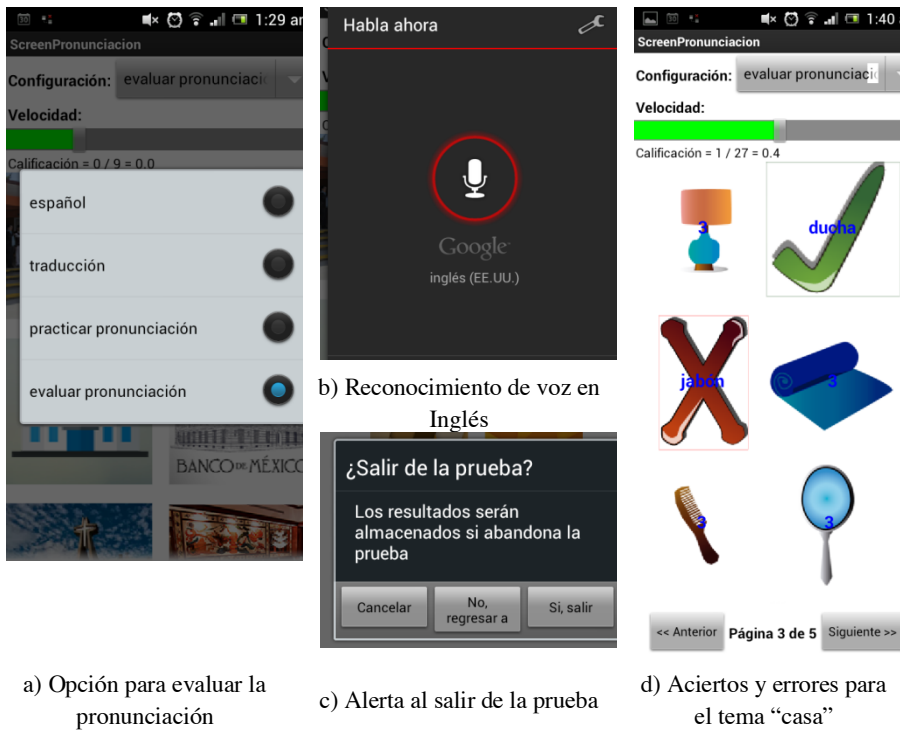 30
1:29 am
ScreenPronunciacion
Configuración:
evaluar pronunciació
Velocidad:
Calificación = 0 / 9 = 0.0
español
traducción
practicar pronunciación
evaluar pronunciación
BANCO DE MÉXICO
a) Opción para evaluar la
pronunciación
Habla ahora
Google
inglés (EE.UU.)
b) Reconocimiento de voz en
Inglés
¿Salir de la prueba?
Los resultados serán
almacenados si abandona la
prueba
Cancelar
No,
regresar a
Si, salir
c) Alerta al salir de la prueba
30
1:40
ScreenPronunciacion
Configuración:
evaluar pronunciaci
Velocidad:
Calificación = 1 / 27 = 0.4
3
ducha
jabón
3
3
3
<< Anterior
Página 3 de 5
Siguiente >>
d) Aciertos y errores para
el tema “casa”